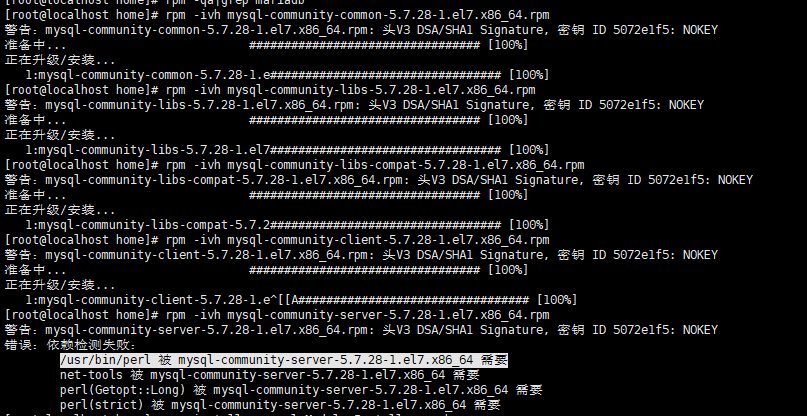 [root@localhost home]# rpm -qa|grep mariadb
[root@localhost home]# rpm -ivh mysql-community-common-5.7.28-1.el7.x86_64.rpm
警告：mysql-community-common-5.7.28-1.el7.x86_64.rpm: 头V3 DSA/SHA1 Signature, 密钥 ID 5072e1f5: NOKEY
准备中... ################################# [100%]
正在升级/安装...
1:mysql-community-common-5.7.28-1.e################################# [100%]
[root@localhost home]# rpm -ivh mysql-community-libs-5.7.28-1.el7.x86_64.rpm
警告：mysql-community-libs-5.7.28-1.el7.x86_64.rpm: 头V3 DSA/SHA1 Signature, 密钥 ID 5072e1f5: NOKEY
准备中... ################################# [100%]
正在升级/安装...
1:mysql-community-libs-5.7.28-1.el7################################# [100%]
[root@localhost home]# rpm -ivh mysql-community-libs-compat-5.7.28-1.el7.x86_64.rpm
警告：mysql-community-libs-compat-5.7.28-1.el7.x86_64.rpm: 头V3 DSA/SHA1 Signature, 密钥 ID 5072e1f5: NOKEY
准备中... ################################# [100%]
正在升级/安装...
1:mysql-community-libs-compat-5.7.2################################# [100%]
[root@localhost home]# rpm -ivh mysql-community-client-5.7.28-1.el7.x86_64.rpm
警告：mysql-community-client-5.7.28-1.el7.x86_64.rpm: 头V3 DSA/SHA1 Signature, 密钥 ID 5072e1f5: NOKEY
准备中... ################################# [100%]
正在升级/安装...
1:mysql-community-client-5.7.28-1.e^[[A################################# [100%]
[root@localhost home]# rpm -ivh mysql-community-server-5.7.28-1.el7.x86_64.rpm
警告：mysql-community-server-5.7.28-1.el7.x86_64.rpm: 头V3 DSA/SHA1 Signature, 密钥 ID 5072e1f5: NOKEY
错误：依赖检测失败：
/usr/bin/perl 被 mysql-community-server-5.7.28-1.el7.x86_64 需要
net-tools 被 mysql-community-server-5.7.28-1.el7.x86_64 需要
perl(Getopt::Long) 被 mysql-community-server-5.7.28-1.el7.x86_64 需要
perl(strict) 被 mysql-community-server-5.7.28-1.el7.x86_64 需要